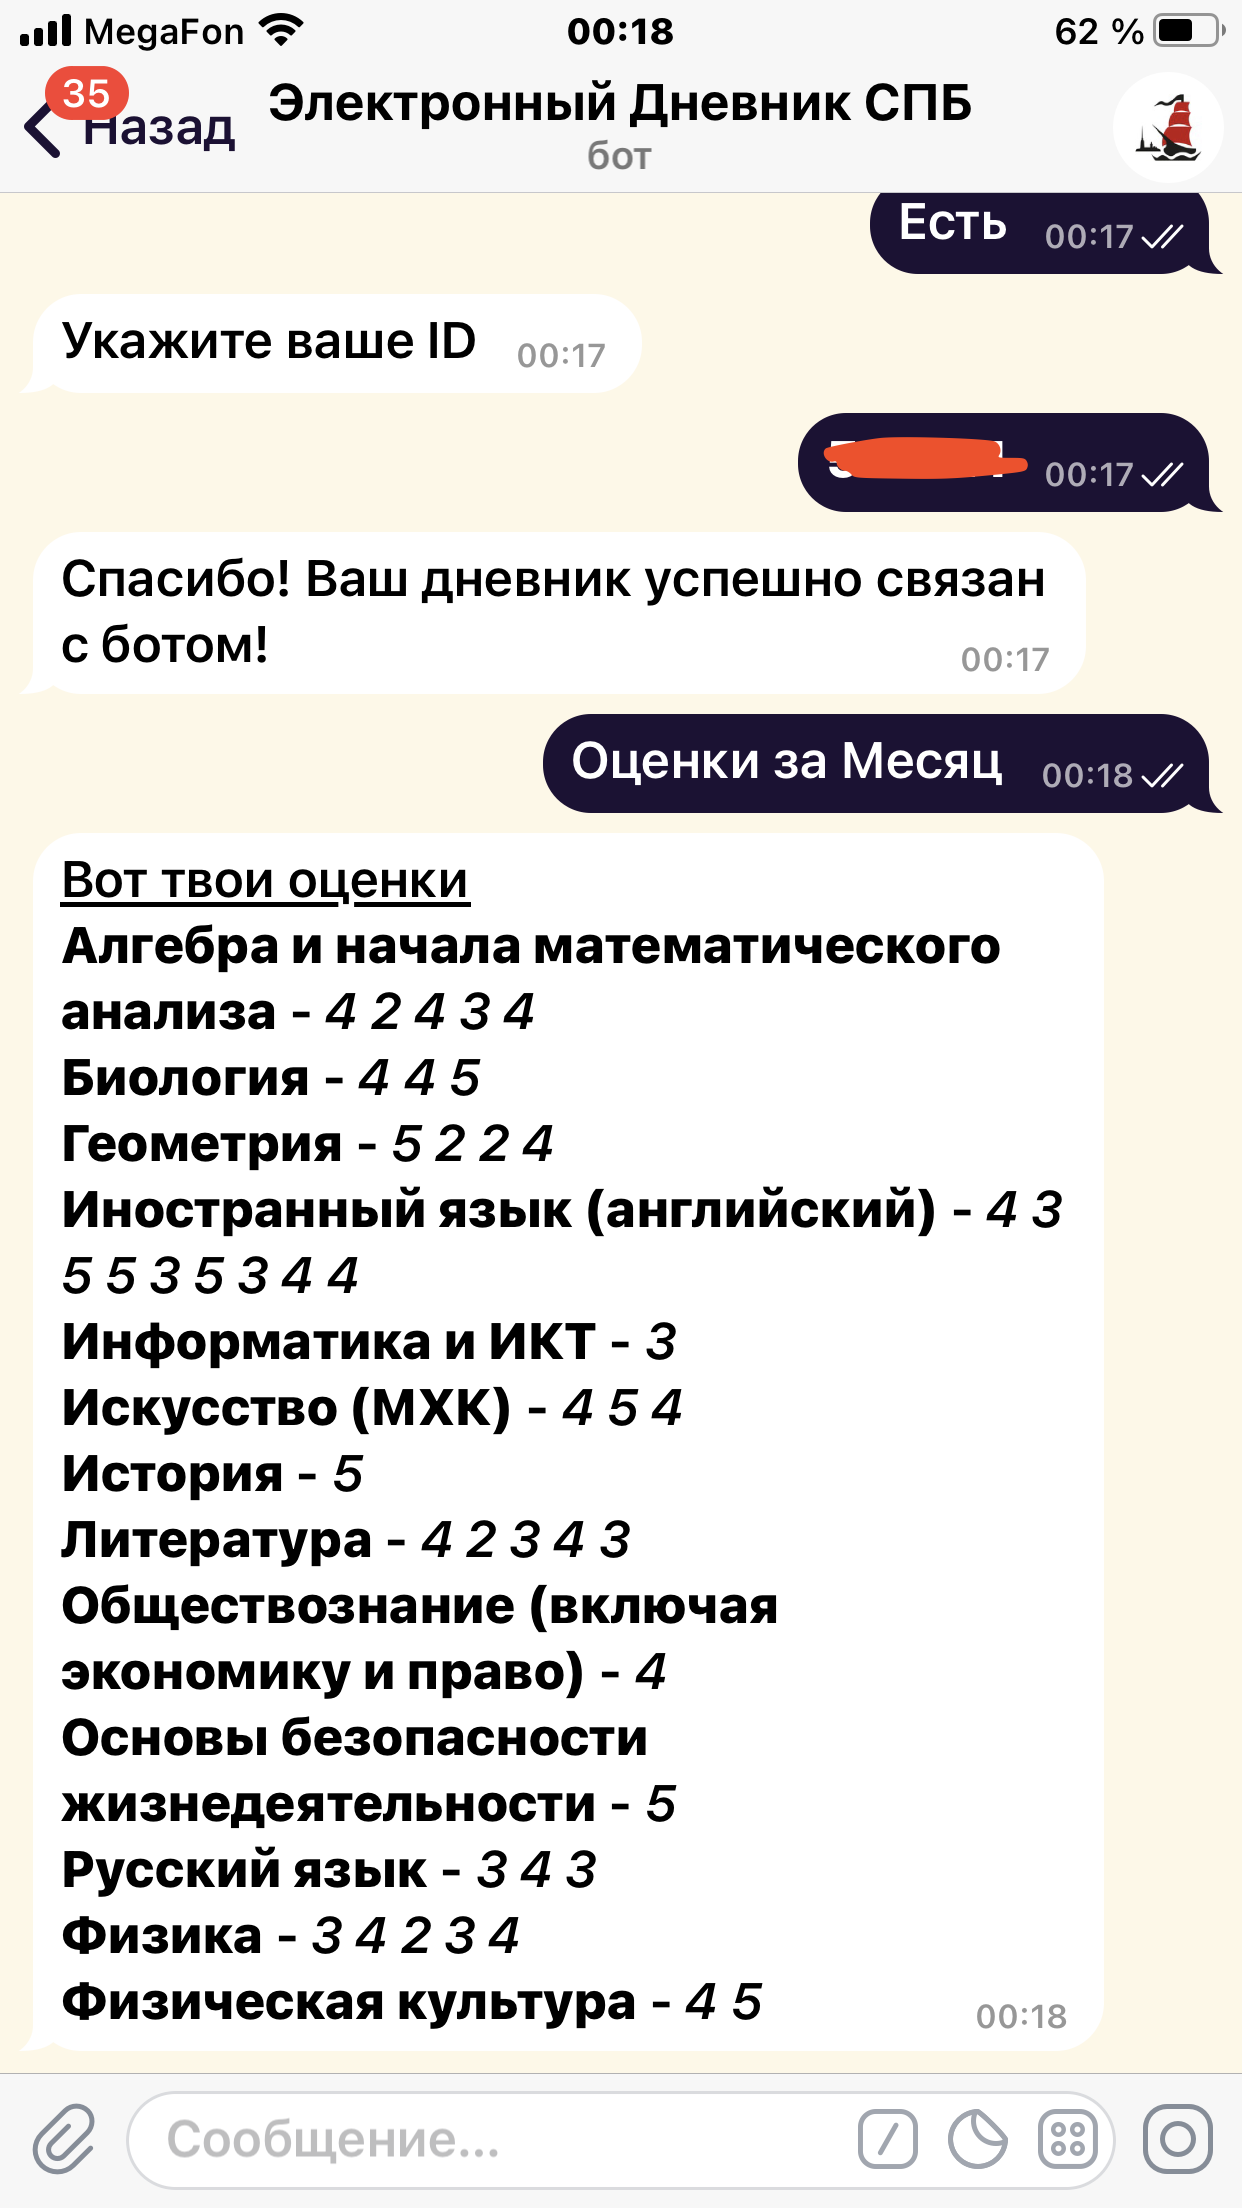 MegaFon 00:18 62 %
35
Назад Электронный Дневник СПБ
бот
Есть 00:17
Укажите ваше ID 00:17
00:17
Спасибо! Ваш дневник успешно связан
с ботом! 00:17
Оценки за Месяц 00:18
Вот твои оценки
Алгебра и начала математического
анализа - 4 2 4 3 4
Биология - 4 4 5
Геометрия - 5 2 2 4
Иностранный язык (английский) - 4 3
5 5 3 5 3 4 4
Информатика и ИКТ - 3
Искусство (МХК) - 4 5 4
История - 5
Литература - 4 2 3 4 3
Обществознание (включая
экономику и право) - 4
Основы безопасности
жизнедеятельности - 5
Русский язык - 3 4 3
Физика - 3 4 2 3 4
Физическая культура - 4 5 00:18
Сообщение...